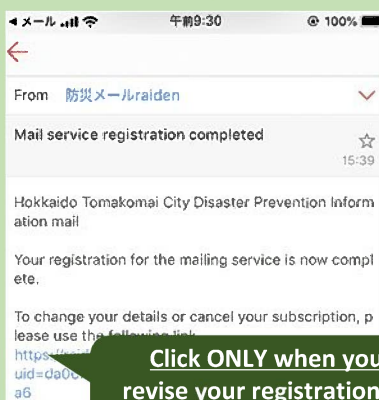 メール
午前9:30
100%
From 防災メールraiden
Mail service registration completed
15:39
Hokkaido Tomakomai City Disaster Prevention Inform
ation mail
Your registration for the mailing service is now compl
ete.
To change your details or cancel your subscription, p
lease use the following link
Click ONLY when you
revise your registration
a6